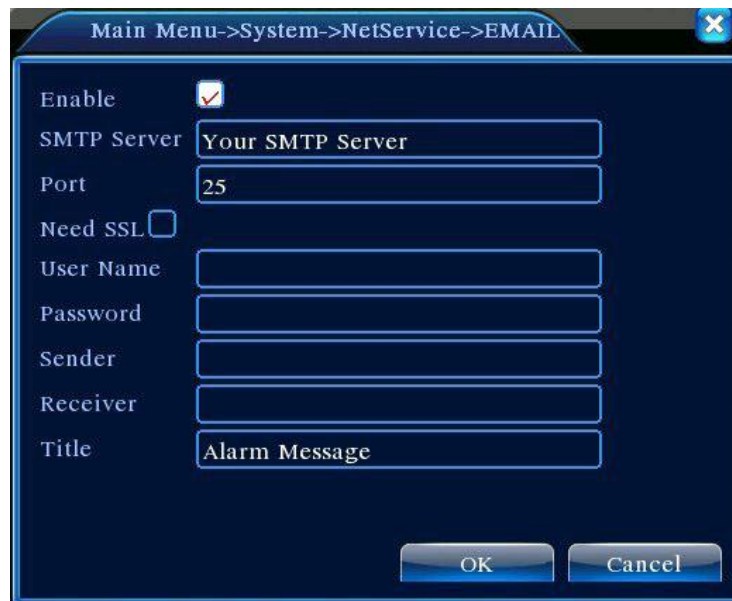 Main Menu->System->NetService->EMAIL
Enable
SMTP Server Your SMTP Server
Port 25
Need SSL
User Name
Password
Sender
Receiver
Title Alarm Message
OK Cancel